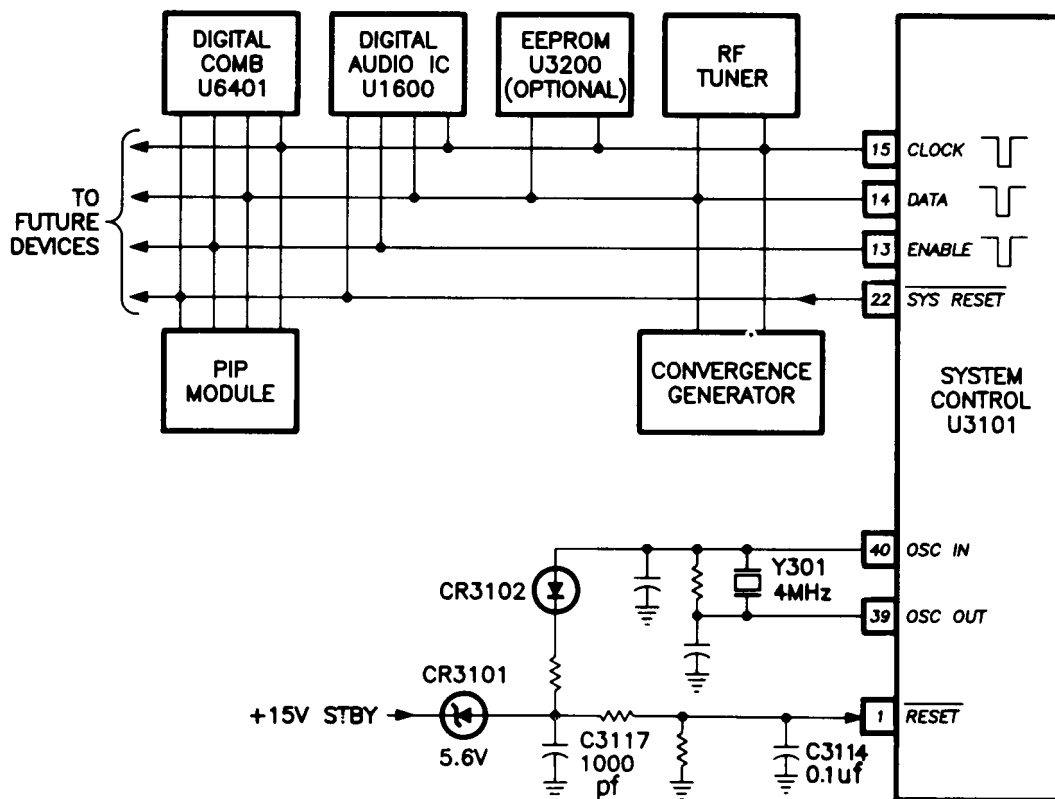 DIGITAL
COMB
U6401
DIGITAL
AUDIO IC
U1600
EEPROM
U3200
(OPTIONAL)
RF
TUNER
15 CLOCK
14 DATA
13 ENABLE
22 SYS RESET
TO
FUTURE
DEVICES
PIP
MODULE
CONVERGENCE
GENERATOR
SYSTEM
CONTROL
U3101
40 OSC IN
Y301
4MHz
39 OSC OUT
CR3102
CR3101
+15V STBY
5.6V
C3117
1000
pf
C3114
0.1uf
1 RESET